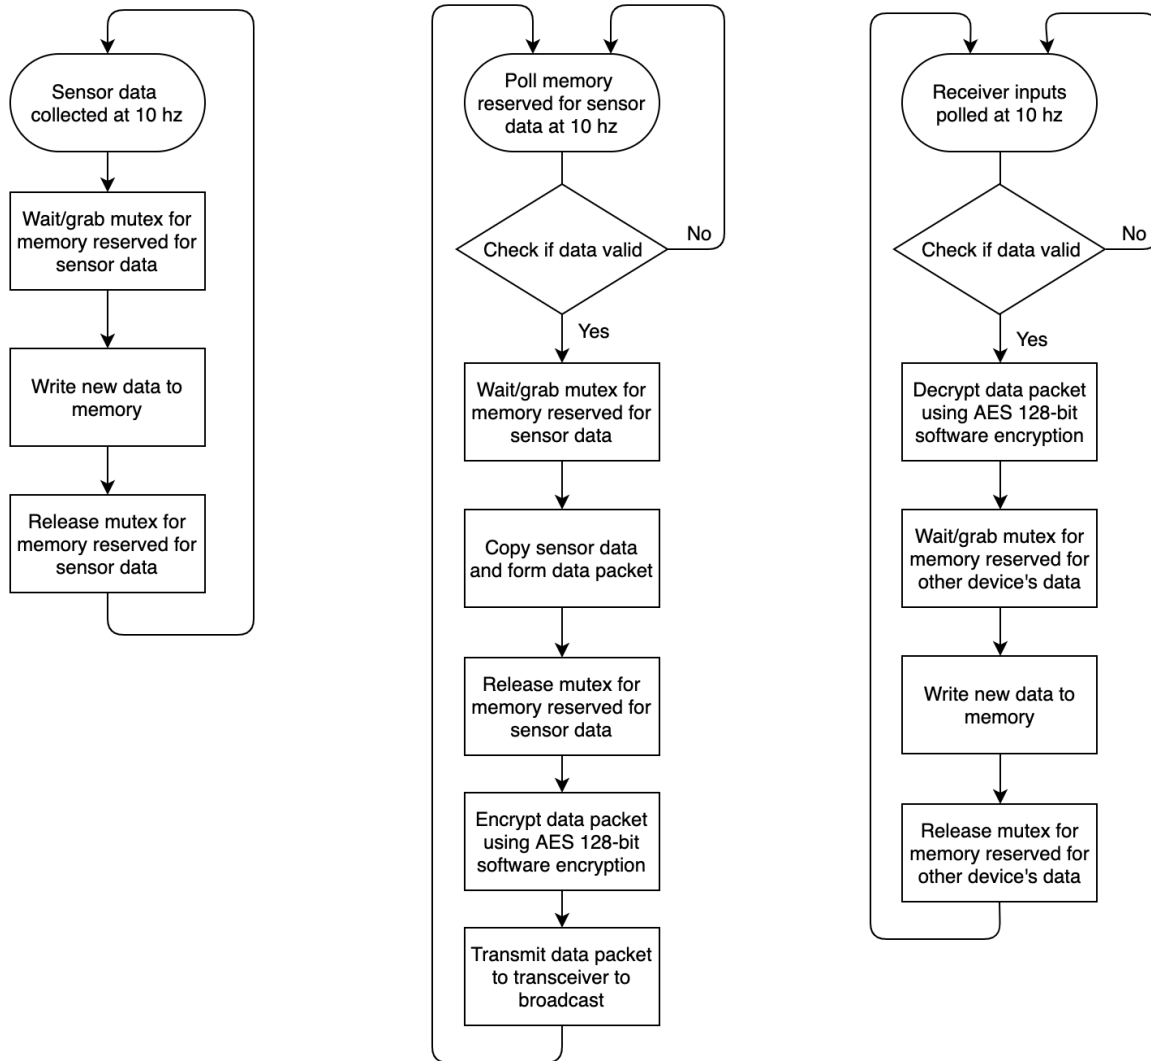 Sensor data
collected at 10 hz
Wait/grab mutex for
memory reserved for
sensor data
Write new data to
memory
Release mutex for
memory reserved for
sensor data
Poll memory
reserved for sensor
data at 10 hz
Check if data valid
No
Yes
Wait/grab mutex for
memory reserved for
sensor data
Copy sensor data
and form data packet
Release mutex for
memory reserved for
sensor data
Encrypt data packet
using AES 128-bit
software encryption
Transmit data packet
to transceiver to
broadcast
Receiver inputs
polled at 10 hz
Check if data valid
No
Yes
Decrypt data packet
using AES 128-bit
software encryption
Wait/grab mutex for
memory reserved for
other device's data
Write new data to
memory
Release mutex for
memory reserved for
other device's data